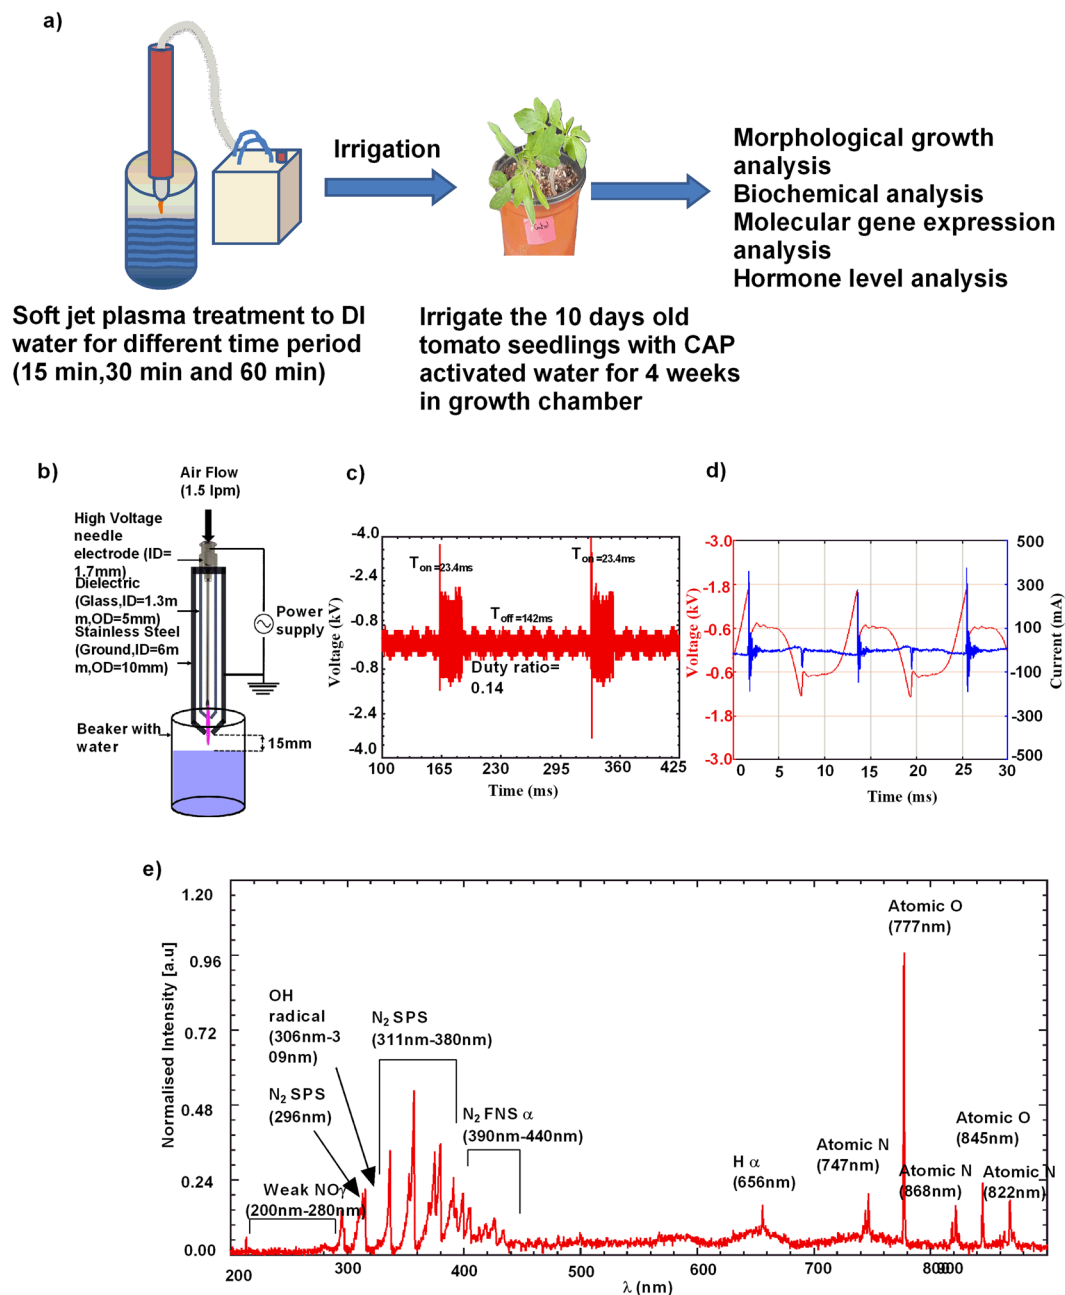 a)
Irrigation
Morphological growth
analysis
Biochemical analysis
Molecular gene expression
analysis
Hormone level analysis
Soft jet plasma treatment to DI
water for different time period
(15 min,30 min and 60 min)
Irrigate the 10 days old
tomato seedlings with CAP
activated water for 4 weeks
in growth chamber
b)
Air Flow
(1.5 lpm)
High Voltage
needle
electrode (ID=
1.7mm)
Dielectric
(Glass,ID=1.3m
m,OD=5mm)
Stainless Steel
(Ground,ID=6m
m,OD=10mm)
Power
supply
Beaker with
water
15mm
c)
-4.0
-2.4
-0.8
-0.8
-2.4
-4.0
Voltage (kV)
Ton=23.4ms
Ton=23.4ms
Toff=142ms
Duty ratio=
0.14
100 165 230 295 360 425
Time (ms)
d)
-3.0
-1.8
-0.6
-0.6
-1.8
-3.0
Voltage (kV)
500
300
100
-100
-300
-500
Current (mA)
0 5 10 15 20 25 30
Time (ms)
e)
1.20
0.96
0.72
0.48
0.24
0.00
Normalised Intensity [a.u]
Weak NOγ
(200nm-280nm)
N2 SPS
(296nm)
OH
radical
(306nm-3
09nm)
N2 SPS
(311nm-380nm)
N2 FNS α
(390nm-440nm)
H α
(656nm)
Atomic N
(747nm)
Atomic O
(777nm)
Atomic N
(868nm)
Atomic O
(845nm)
Atomic N
(822nm)
200 300 400 500 600 700 800 900
λ (nm)